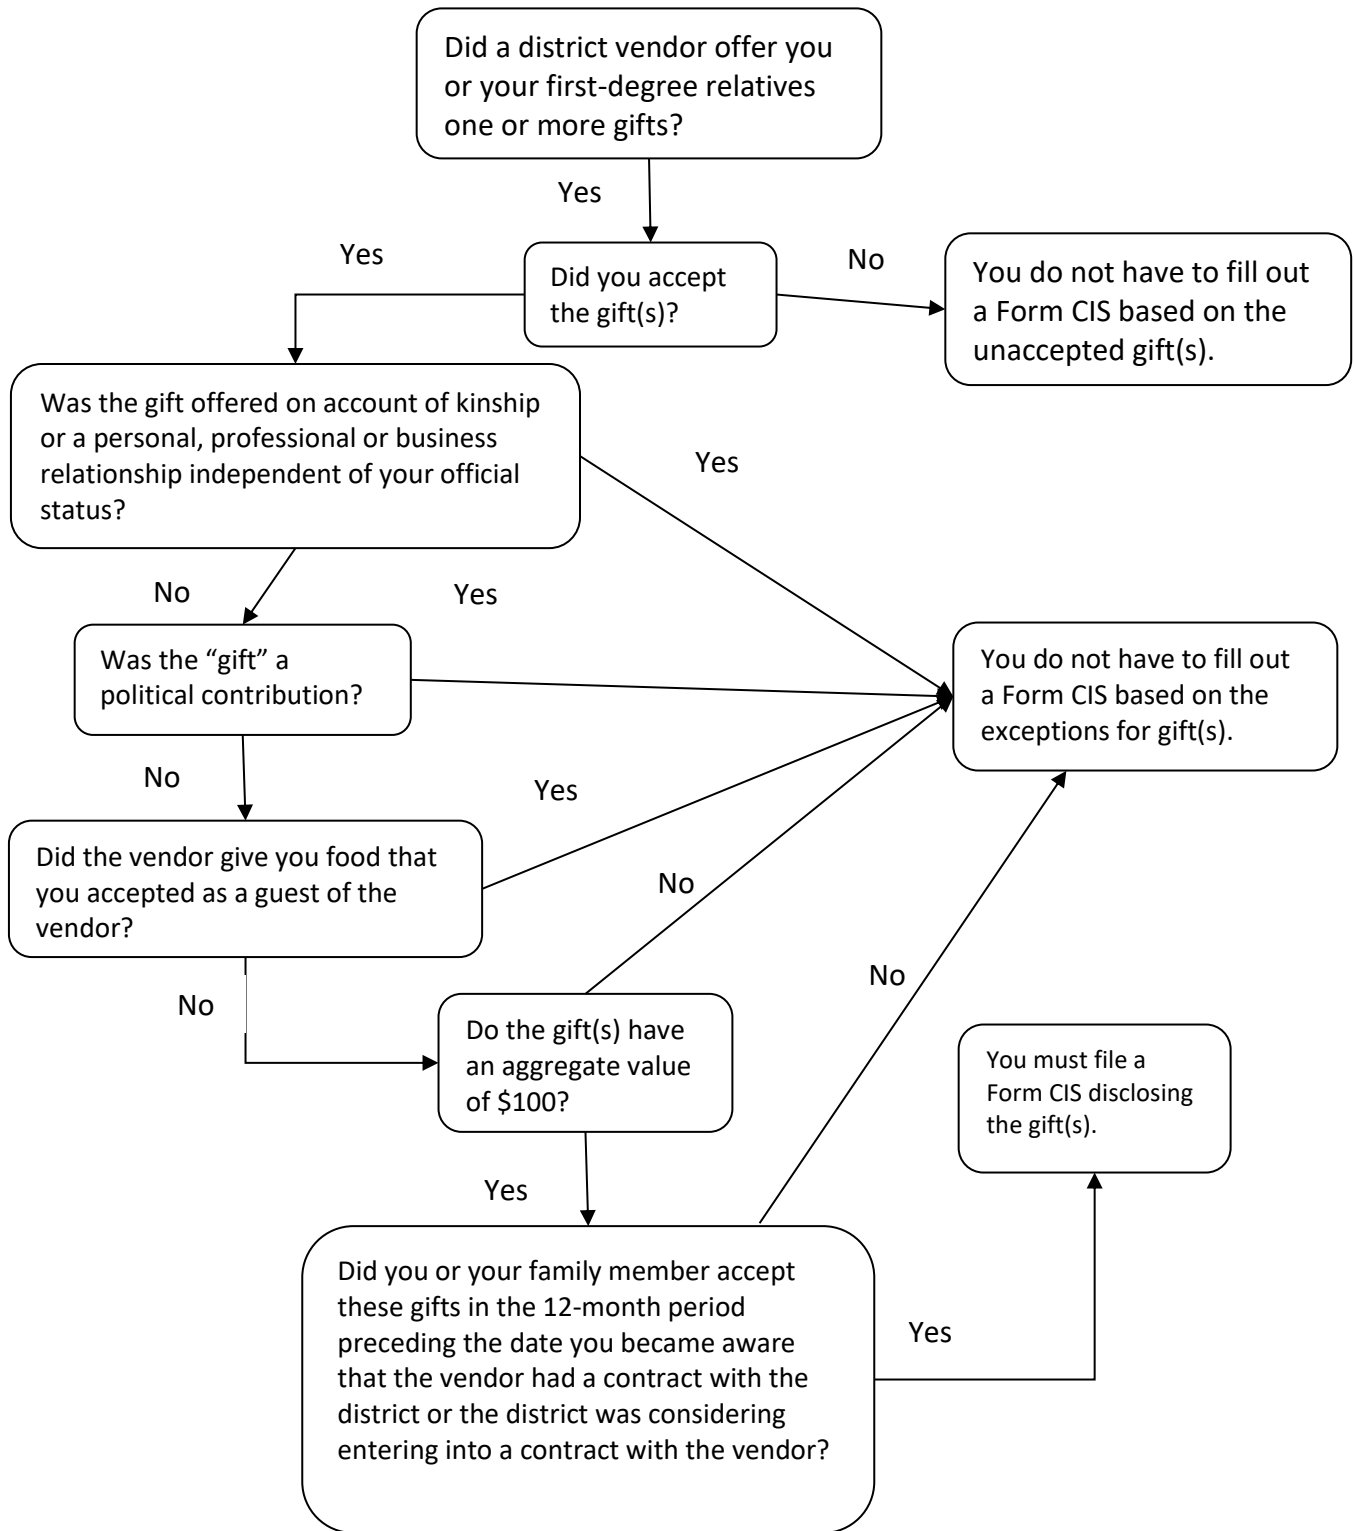 Did a district vendor offer you
or your first-degree relatives
one or more gifts?
Yes
Yes
Did you accept
the gift(s)?
No
You do not have to fill out
a Form CIS based on the
unaccepted gift(s).
Was the gift offered on account of kinship
or a personal, professional or business
relationship independent of your official
status?
Yes
No
Yes
Was the “gift” a
political contribution?
You do not have to fill out
a Form CIS based on the
exceptions for gift(s).
No
Yes
Did the vendor give you food that
you accepted as a guest of the
vendor?
No
No
No
Do the gift(s) have
an aggregate value
of $100?
You must file a
Form CIS disclosing
the gift(s).
Yes
Did you or your family member accept
these gifts in the 12-month period
preceding the date you became aware
that the vendor had a contract with the
district or the district was considering
entering into a contract with the vendor?
Yes